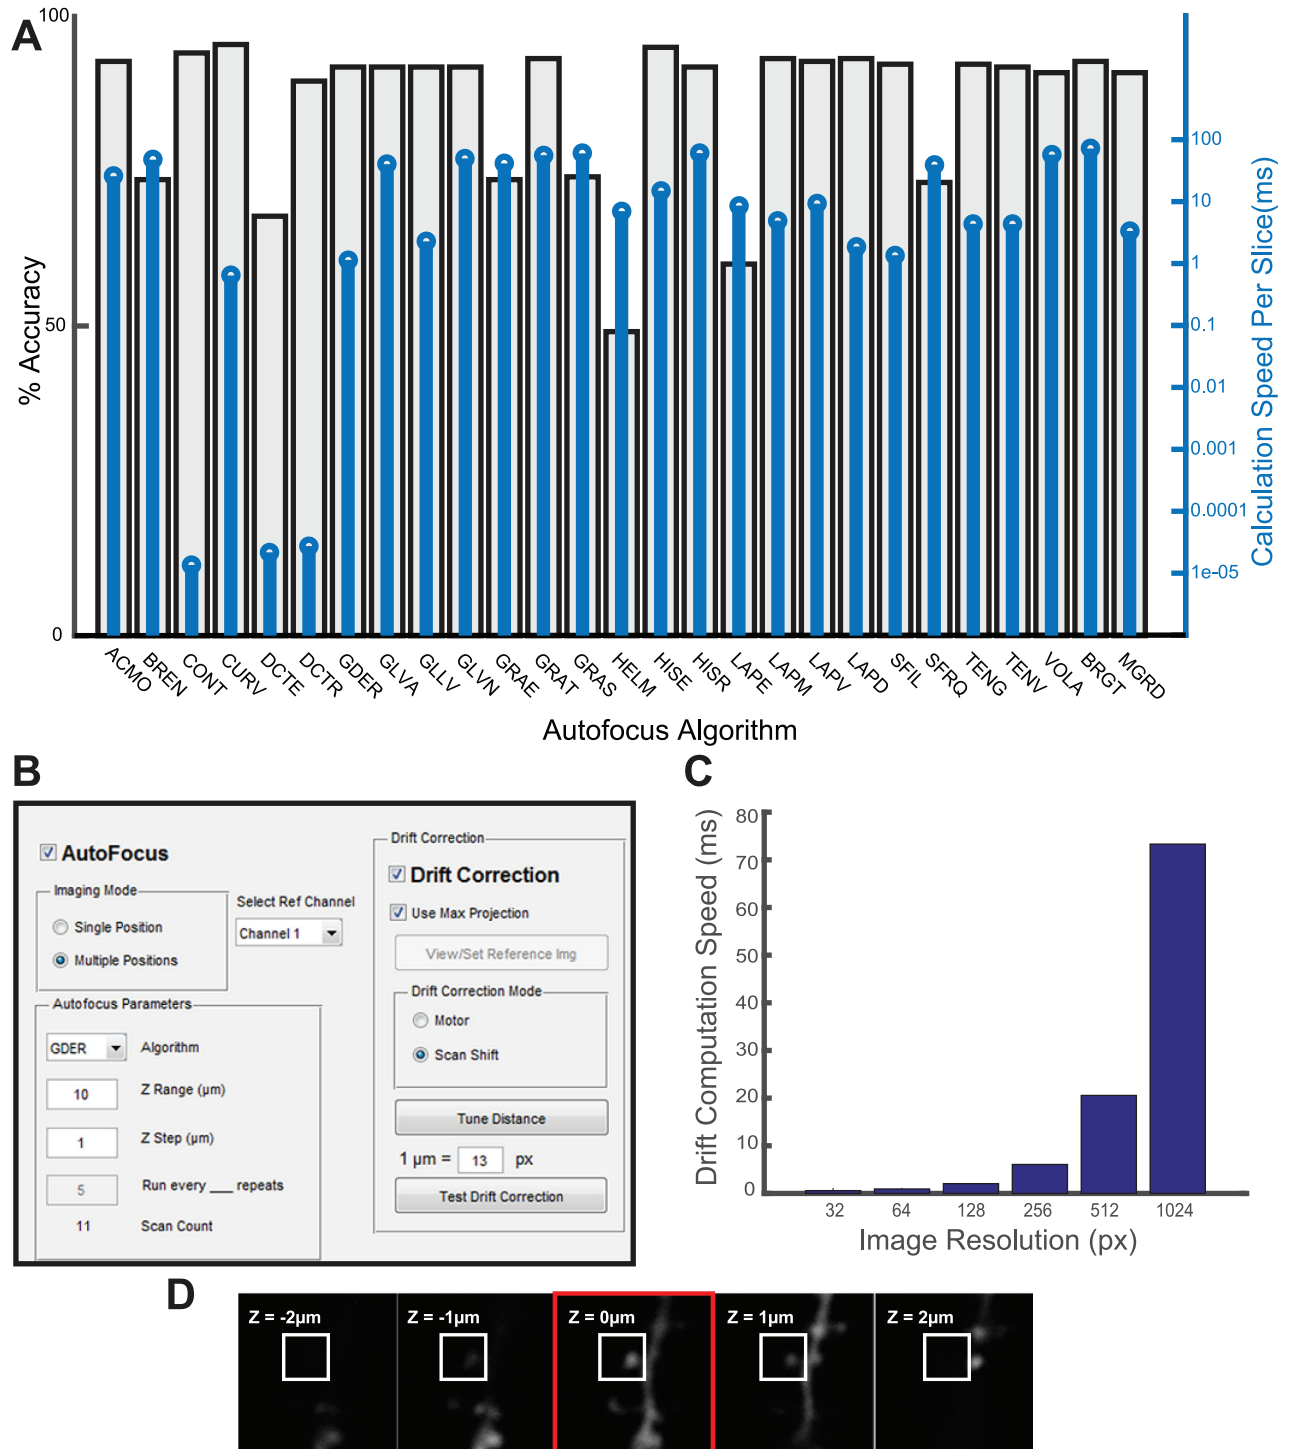 A
100
50
0
% Accuracy
100
10
1
0.1
0.01
0.001
0.0001
1e-05
Calculation Speed Per Slice(ms)
ACMO
BREN
CONT
CURV
DCTE
DCTR
GDER
GLVA
GLLV
GLVN
GRAE
GRAT
GRAS
HELM
HISE
HISR
LAPE
LAPM
LAPV
LAPD
SFIL
SFRQ
TENG
TENV
VOLA
BRGT
MGRD
Autofocus Algorithm
B
AutoFocus
Imaging Mode
Single Position
Multiple Positions
Select Ref Channel
Channel 1
Autofocus Parameters
GDER Algorithm
10 Z Range (µm)
1 Z Step (µm)
5 Run every ___ repeats
11 Scan Count
Drift Correction
Drift Correction
Use Max Projection
View/Set Reference Img
Drift Correction Mode
Motor
Scan Shift
Tune Distance
1 µm = 13 px
Test Drift Correction
C
Drift Computation Speed (ms)
80
70
60
50
40
30
20
10
0
32 64 128 256 512 1024
Image Resolution (px)
D
Z = -2µm Z = -1µm Z = 0µm Z = 1µm Z = 2µm